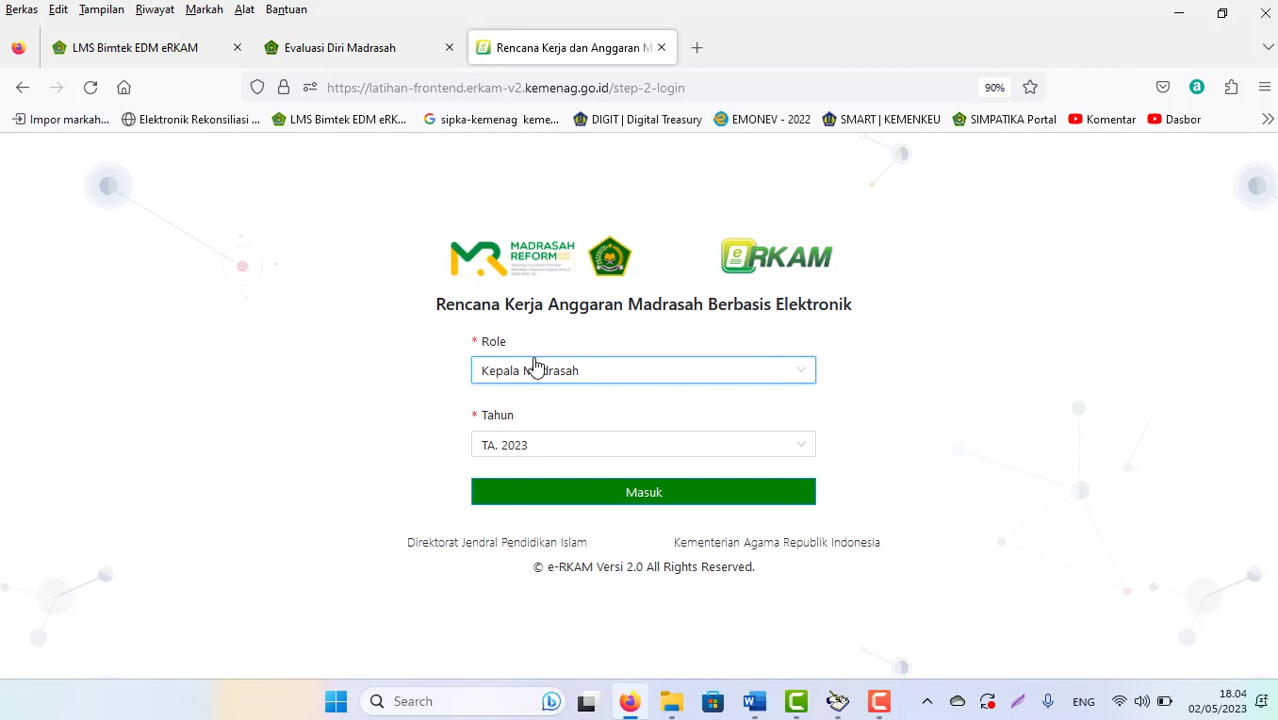 Berkas Edit Tampilan Riwayat Markah Alat Bantuan
LMS Bimtek EDM eRKAM
Evaluasi Diri Madrasah
Rencana Kerja dan Anggaran M
https://latihan-frontend.erkam-v2.kemenag.go.id/step-2-login
90%
Impor markah... Elektronik Rekonsiliasi ... LMS Bimtek EDM eRK... sipka-kemenag keme... DIGIT | Digital Treasury EMONEV - 2022 SMART | KEMENKEU SIMPATIKA Portal Komentar Dasbor
MADRASAH
REFORM
eRKAM
Rencana Kerja Anggaran Madrasah Berbasis Elektronik
* Role
Kepala Madrasah
* Tahun
TA. 2023
Masuk
Direktorat Jendral Pendidikan Islam Kementerian Agama Republik Indonesia
© e-RKAM Versi 2.0 All Rights Reserved.
Search
ENG
18.04
02/05/2023